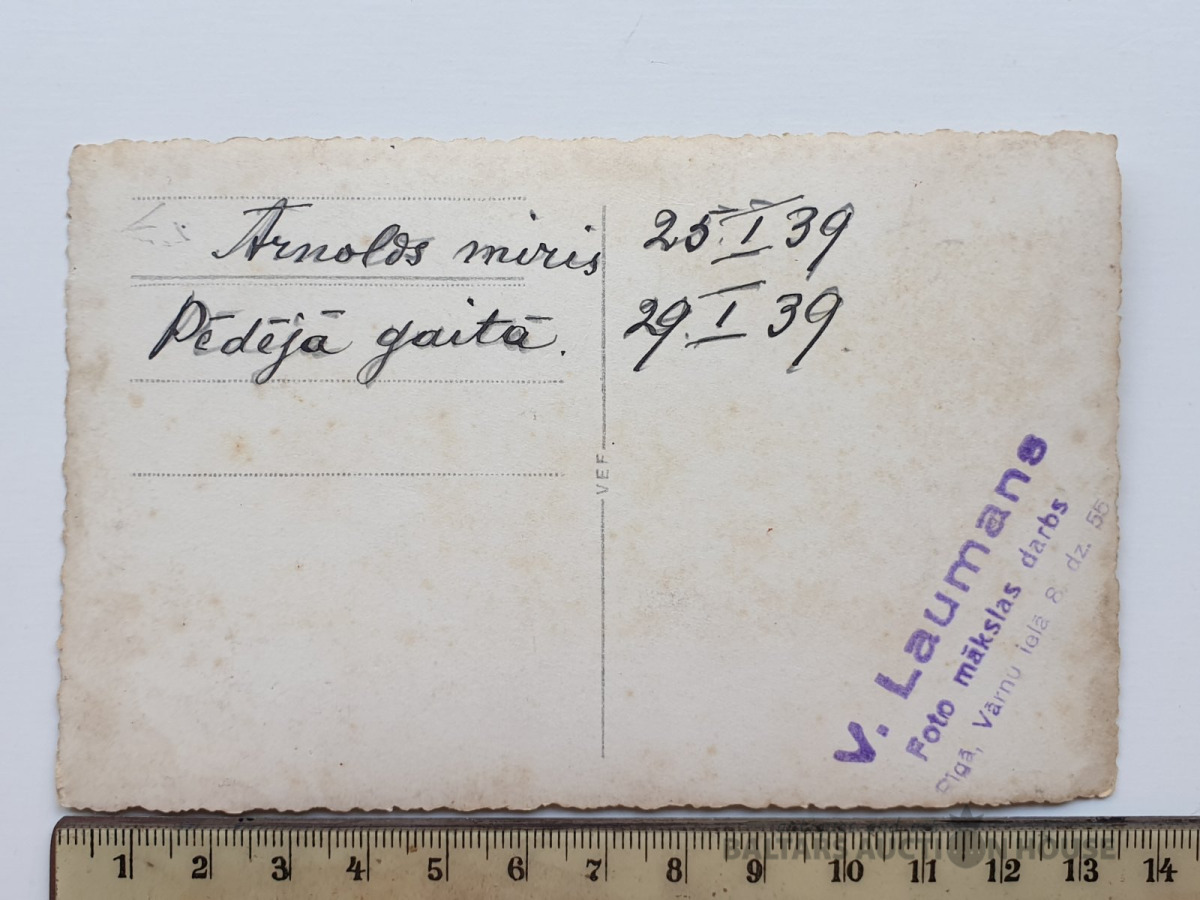 Arnolds miris 25. I 39
Pēdējā gaitā. 29. I 39
VEF
V. Laumans
Foto mākslas darbs
Rīgā, Vārnu ielā 8, dz. 55
1 2 3 4 5 6 7 8 9 10 11 12 13 14
BALTARS AUCTION HOUSE